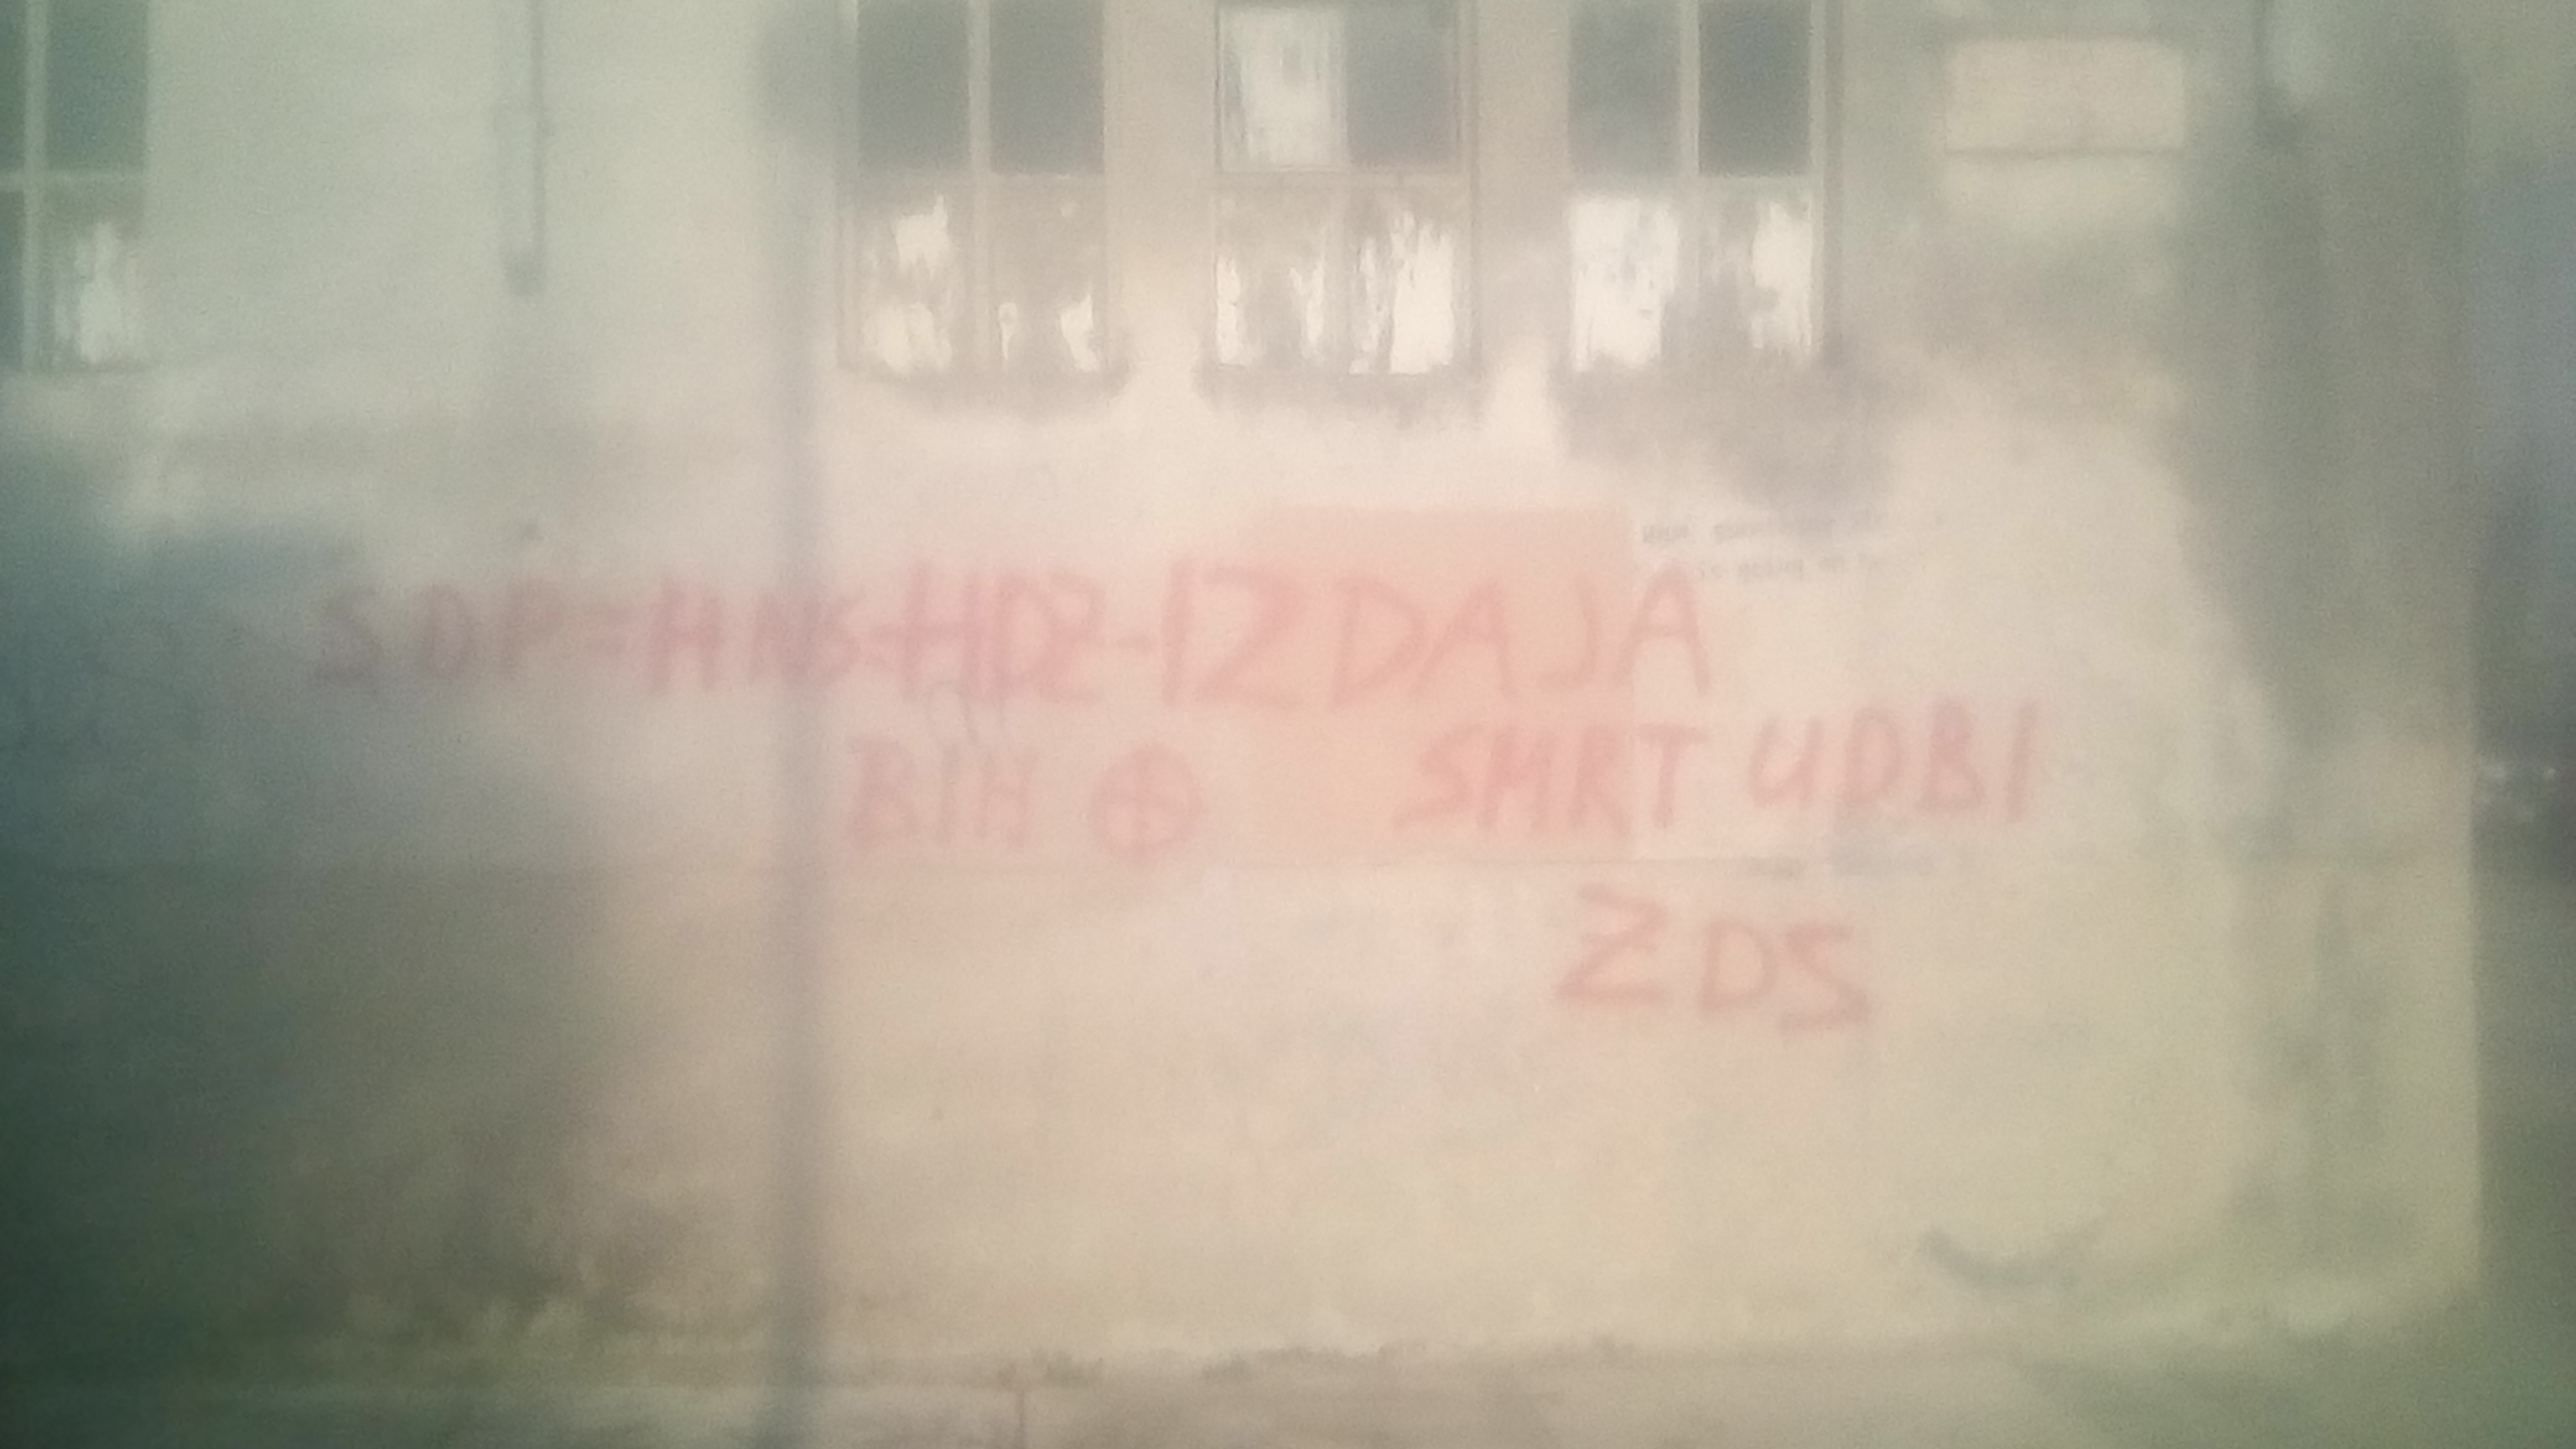 SDP=HNS=HDZ-IZDAJA
BIH SMRT UDBI
ZDS